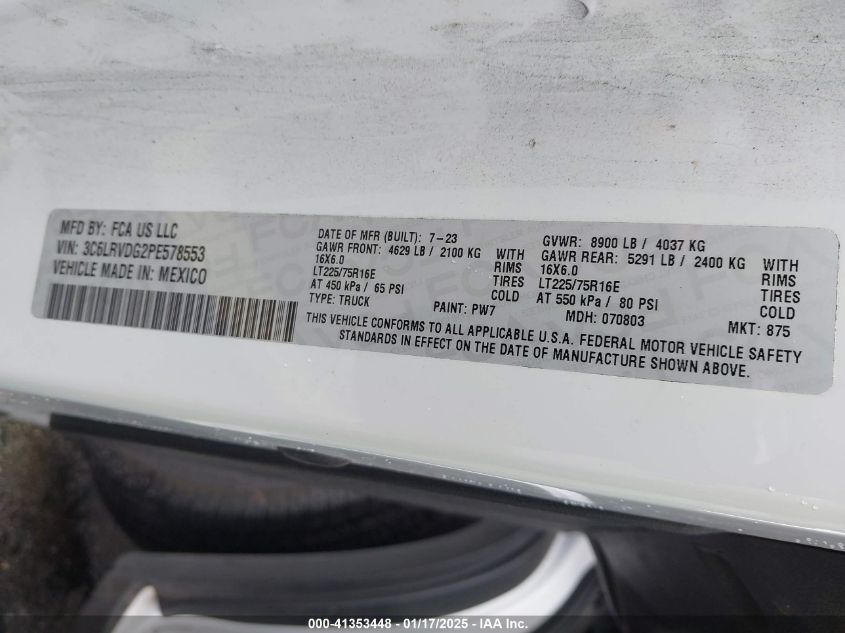 MFD BY: FCA US LLC
VIN: 3C6LRVDG2PE578553
VEHICLE MADE IN: MEXICO
DATE OF MFR (BUILT): 7-23
GAWR FRONT: 4629 LB / 2100 KG WITH
16X6.0 RIMS
LT225/75R16E TIRES
AT 450 kPa / 65 PSI COLD
TYPE: TRUCK PAINT: PW7
GVWR: 8900 LB / 4037 KG
GAWR REAR: 5291 LB / 2400 KG WITH
16X6.0 RIMS
LT225/75R16E TIRES
AT 550 kPa / 80 PSI COLD
MDH: 070803 MKT: 875
THIS VEHICLE CONFORMS TO ALL APPLICABLE U.S.A. FEDERAL MOTOR VEHICLE SAFETY
STANDARDS IN EFFECT ON THE DATE OF MANUFACTURE SHOWN ABOVE.
000-41353448 - 01/17/2025 - IAA Inc.